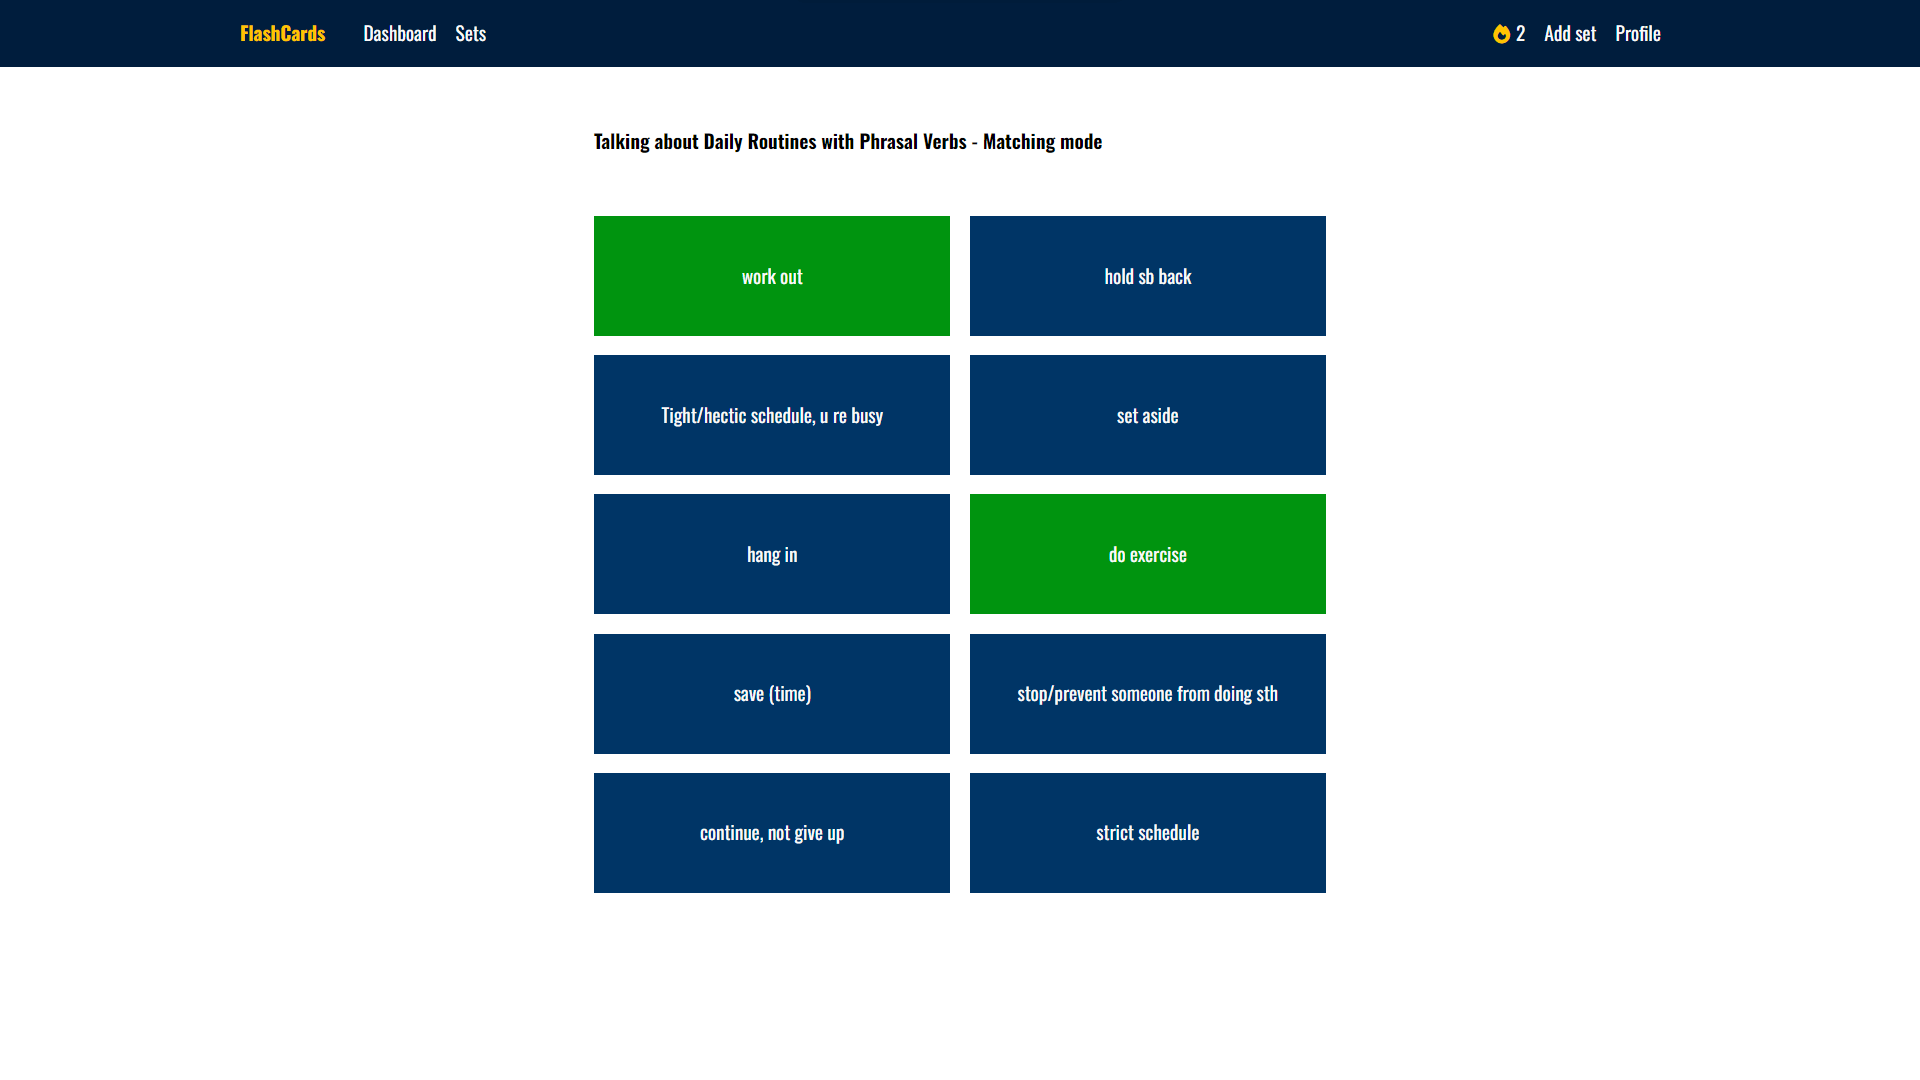 FlashCards Dashboard Sets 2 Add set Profile
Talking about Daily Routines with Phrasal Verbs - Matching mode
work out
hold sb back
Tight/hectic schedule, u re busy
set aside
hang in
do exercise
save (time)
stop/prevent someone from doing sth
continue, not give up
strict schedule